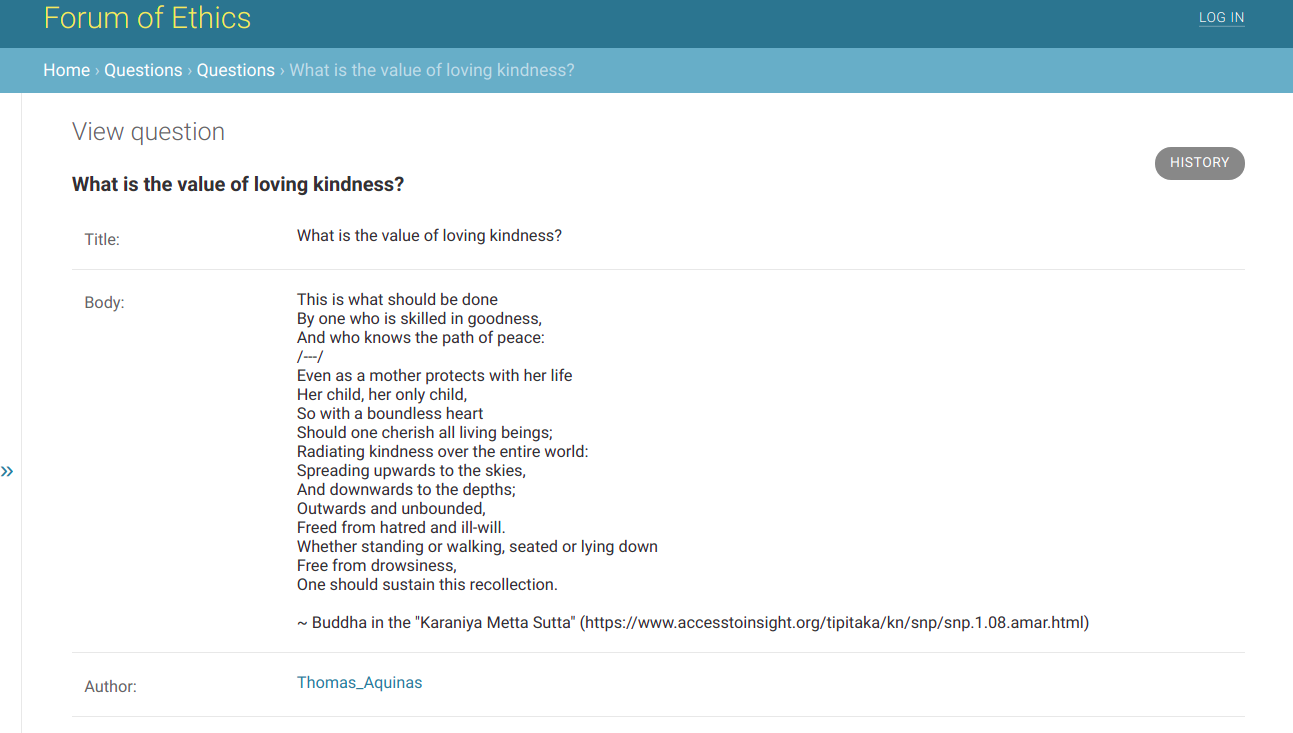 Forum of Ethics
LOG IN
Home › Questions › Questions › What is the value of loving kindness?
View question
HISTORY
What is the value of loving kindness?
Title: What is the value of loving kindness?
Body: This is what should be done
By one who is skilled in goodness,
And who knows the path of peace:
/---/
Even as a mother protects with her life
Her child, her only child,
So with a boundless heart
Should one cherish all living beings;
Radiating kindness over the entire world:
Spreading upwards to the skies,
And downwards to the depths;
Outwards and unbounded,
Freed from hatred and ill-will.
Whether standing or walking, seated or lying down
Free from drowsiness,
One should sustain this recollection.
~ Buddha in the "Karaniya Metta Sutta" (https://www.accesstoinsight.org/tipitaka/kn/snp/snp.1.08.amar.html)
Author: Thomas_Aquinas
»